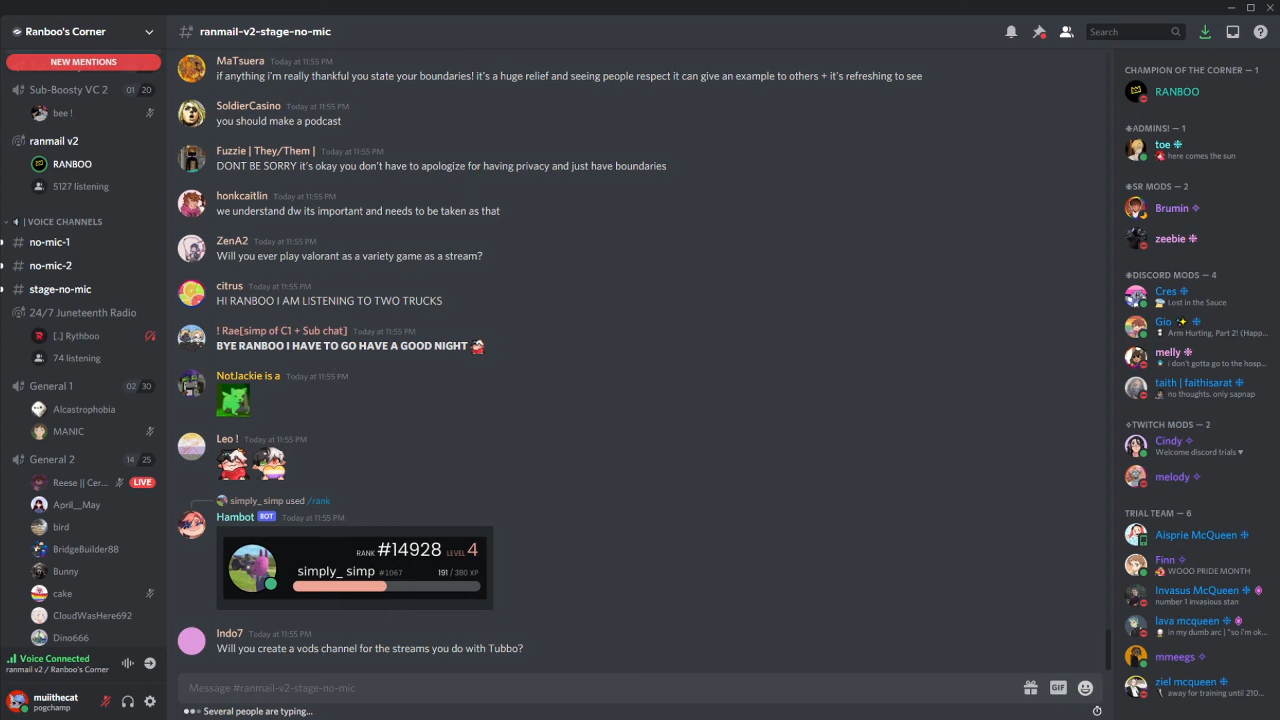 Ranboo's Corner
NEW MENTIONS
Sub-Boosty VC 2 01 20
bee !
ranmail v2
RANBOO
5127 listening
VOICE CHANNELS
no-mic-1
no-mic-2
stage-no-mic
24/7 Juneteenth Radio
[.] Rythboo
74 listening
General 1 02 30
Alcastrophobia
MANIC
General 2 14 25
Reese || Cer... LIVE
April__May
bird
BridgeBuilder88
Bunny
cake
CloudWasHere692
Dino666
Voice Connected
ranmail v2 / Ranboo's Corner
muiithecat
pogchamp
ranmail-v2-stage-no-mic
Search
MaTsuera Today at 11:55 PM
if anything i'm really thankful you state your boundaries! it's a huge relief and seeing people respect it can give an example to others + it's refreshing to see
SoldierCasino Today at 11:55 PM
you should make a podcast
Fuzzie | They/Them | Today at 11:55 PM
DONT BE SORRY it's okay you don't have to apologize for having privacy and just have boundaries
honkcaitlin Today at 11:55 PM
we understand dw its important and needs to be taken as that
ZenA2 Today at 11:55 PM
Will you ever play valorant as a variety game as a stream?
citrus Today at 11:55 PM
HI RANBOO I AM LISTENING TO TWO TRUCKS
! Rae[simp of C1 + Sub chat] Today at 11:55 PM
BYE RANBOO I HAVE TO GO HAVE A GOOD NIGHT
NotJackie is a Today at 11:55 PM
Leo ! Today at 11:55 PM
simply_ simp used /rank
Hambot BOT Today at 11:55 PM
RANK #14928 LEVEL 4
simply_ simp #1067 191 / 380 XP
Indo7 Today at 11:55 PM
Will you create a vods channel for the streams you do with Tubbo?
Message #ranmail-v2-stage-no-mic
GIF
Several people are typing...
CHAMPION OF THE CORNER — 1
RANBOO
❉ADMINS! — 1
toe ❉
here comes the sun
❉SR MODS — 2
Brumin ✧
zeebie ❉
❉DISCORD MODS — 4
Cres ❉
Lost in the Sauce
Gio ✨ ❉
Arm Hurting, Part 2! (Happ...
melly ❉
i don't gotta go to the hosp...
taith | faithisarat ❉
no thoughts. only sapnap
✧TWITCH MODS — 2
Cindy ✧
Welcome discord trials ♥
melody ✧
TRIAL TEAM — 6
Aisprie McQueen ❉
Finn ✧
WOOO PRIDE MONTH
Invasus McQueen ❉
number 1 invasious stan
lava mcqueen ❉
in my dumb arc | "so i'm ok...
mmeegs ✧
ziel mcqueen ❉
away for training until 210...